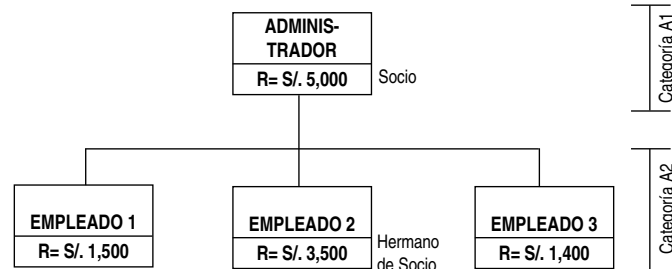 ADMINIS-
TRADOR
R= S/. 5,000
Socio
Categoría A1
EMPLEADO 1
R= S/. 1,500
EMPLEADO 2
R= S/. 3,500
Hermano
de Socio
EMPLEADO 3
R= S/. 1,400
Categoría A2